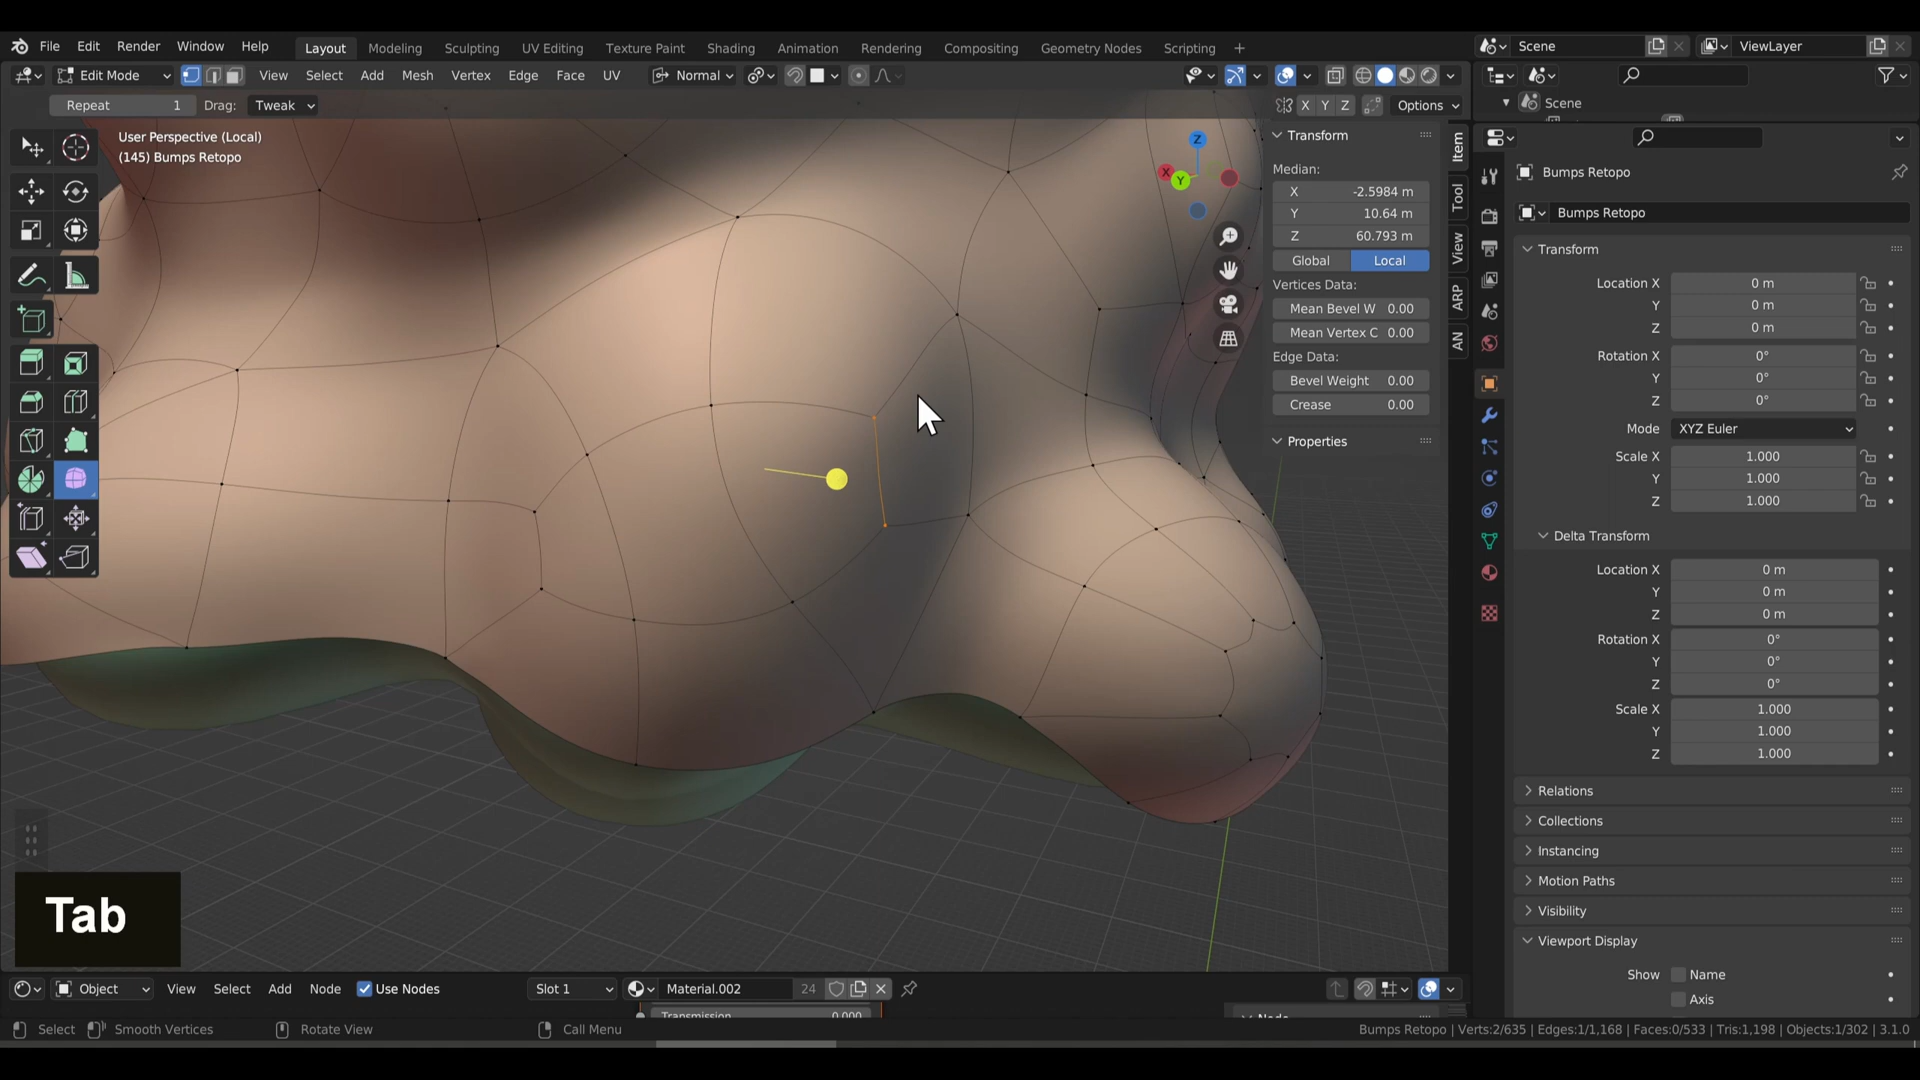 File Edit Render Window Help Layout Modeling Sculpting UV Editing Texture Paint Shading Animation Rendering Compositing Geometry Nodes Scripting + Scene ViewLayer
Edit Mode View Select Add Mesh Vertex Edge Face UV Normal
Repeat 1 Drag: Tweak X Y Z Options
Scene
User Perspective (Local)
(145) Bumps Retopo
Z
X
Y
Transform
Median:
X -2.5984 m
Y 10.64 m
Z 60.793 m
Global Local
Vertices Data:
Mean Bevel W 0.00
Mean Vertex C 0.00
Edge Data:
Bevel Weight 0.00
Crease 0.00
Properties
Item
Tool
View
ARP
AN
Bumps Retopo
Bumps Retopo
Transform
Location X 0 m
Y 0 m
Z 0 m
Rotation X 0°
Y 0°
Z 0°
Mode XYZ Euler
Scale X 1.000
Y 1.000
Z 1.000
Delta Transform
Location X 0 m
Y 0 m
Z 0 m
Rotation X 0°
Y 0°
Z 0°
Scale X 1.000
Y 1.000
Z 1.000
Relations
Collections
Instancing
Motion Paths
Visibility
Viewport Display
Show Name
Axis
Tab
Object View Select Add Node Use Nodes Slot 1 Material.002 24
Transmission 0.000
Node
Select Smooth Vertices Rotate View Call Menu Bumps Retopo | Verts:2/635 | Edges:1/1,168 | Faces:0/533 | Tris:1,198 | Objects:1/302 | 3.1.0